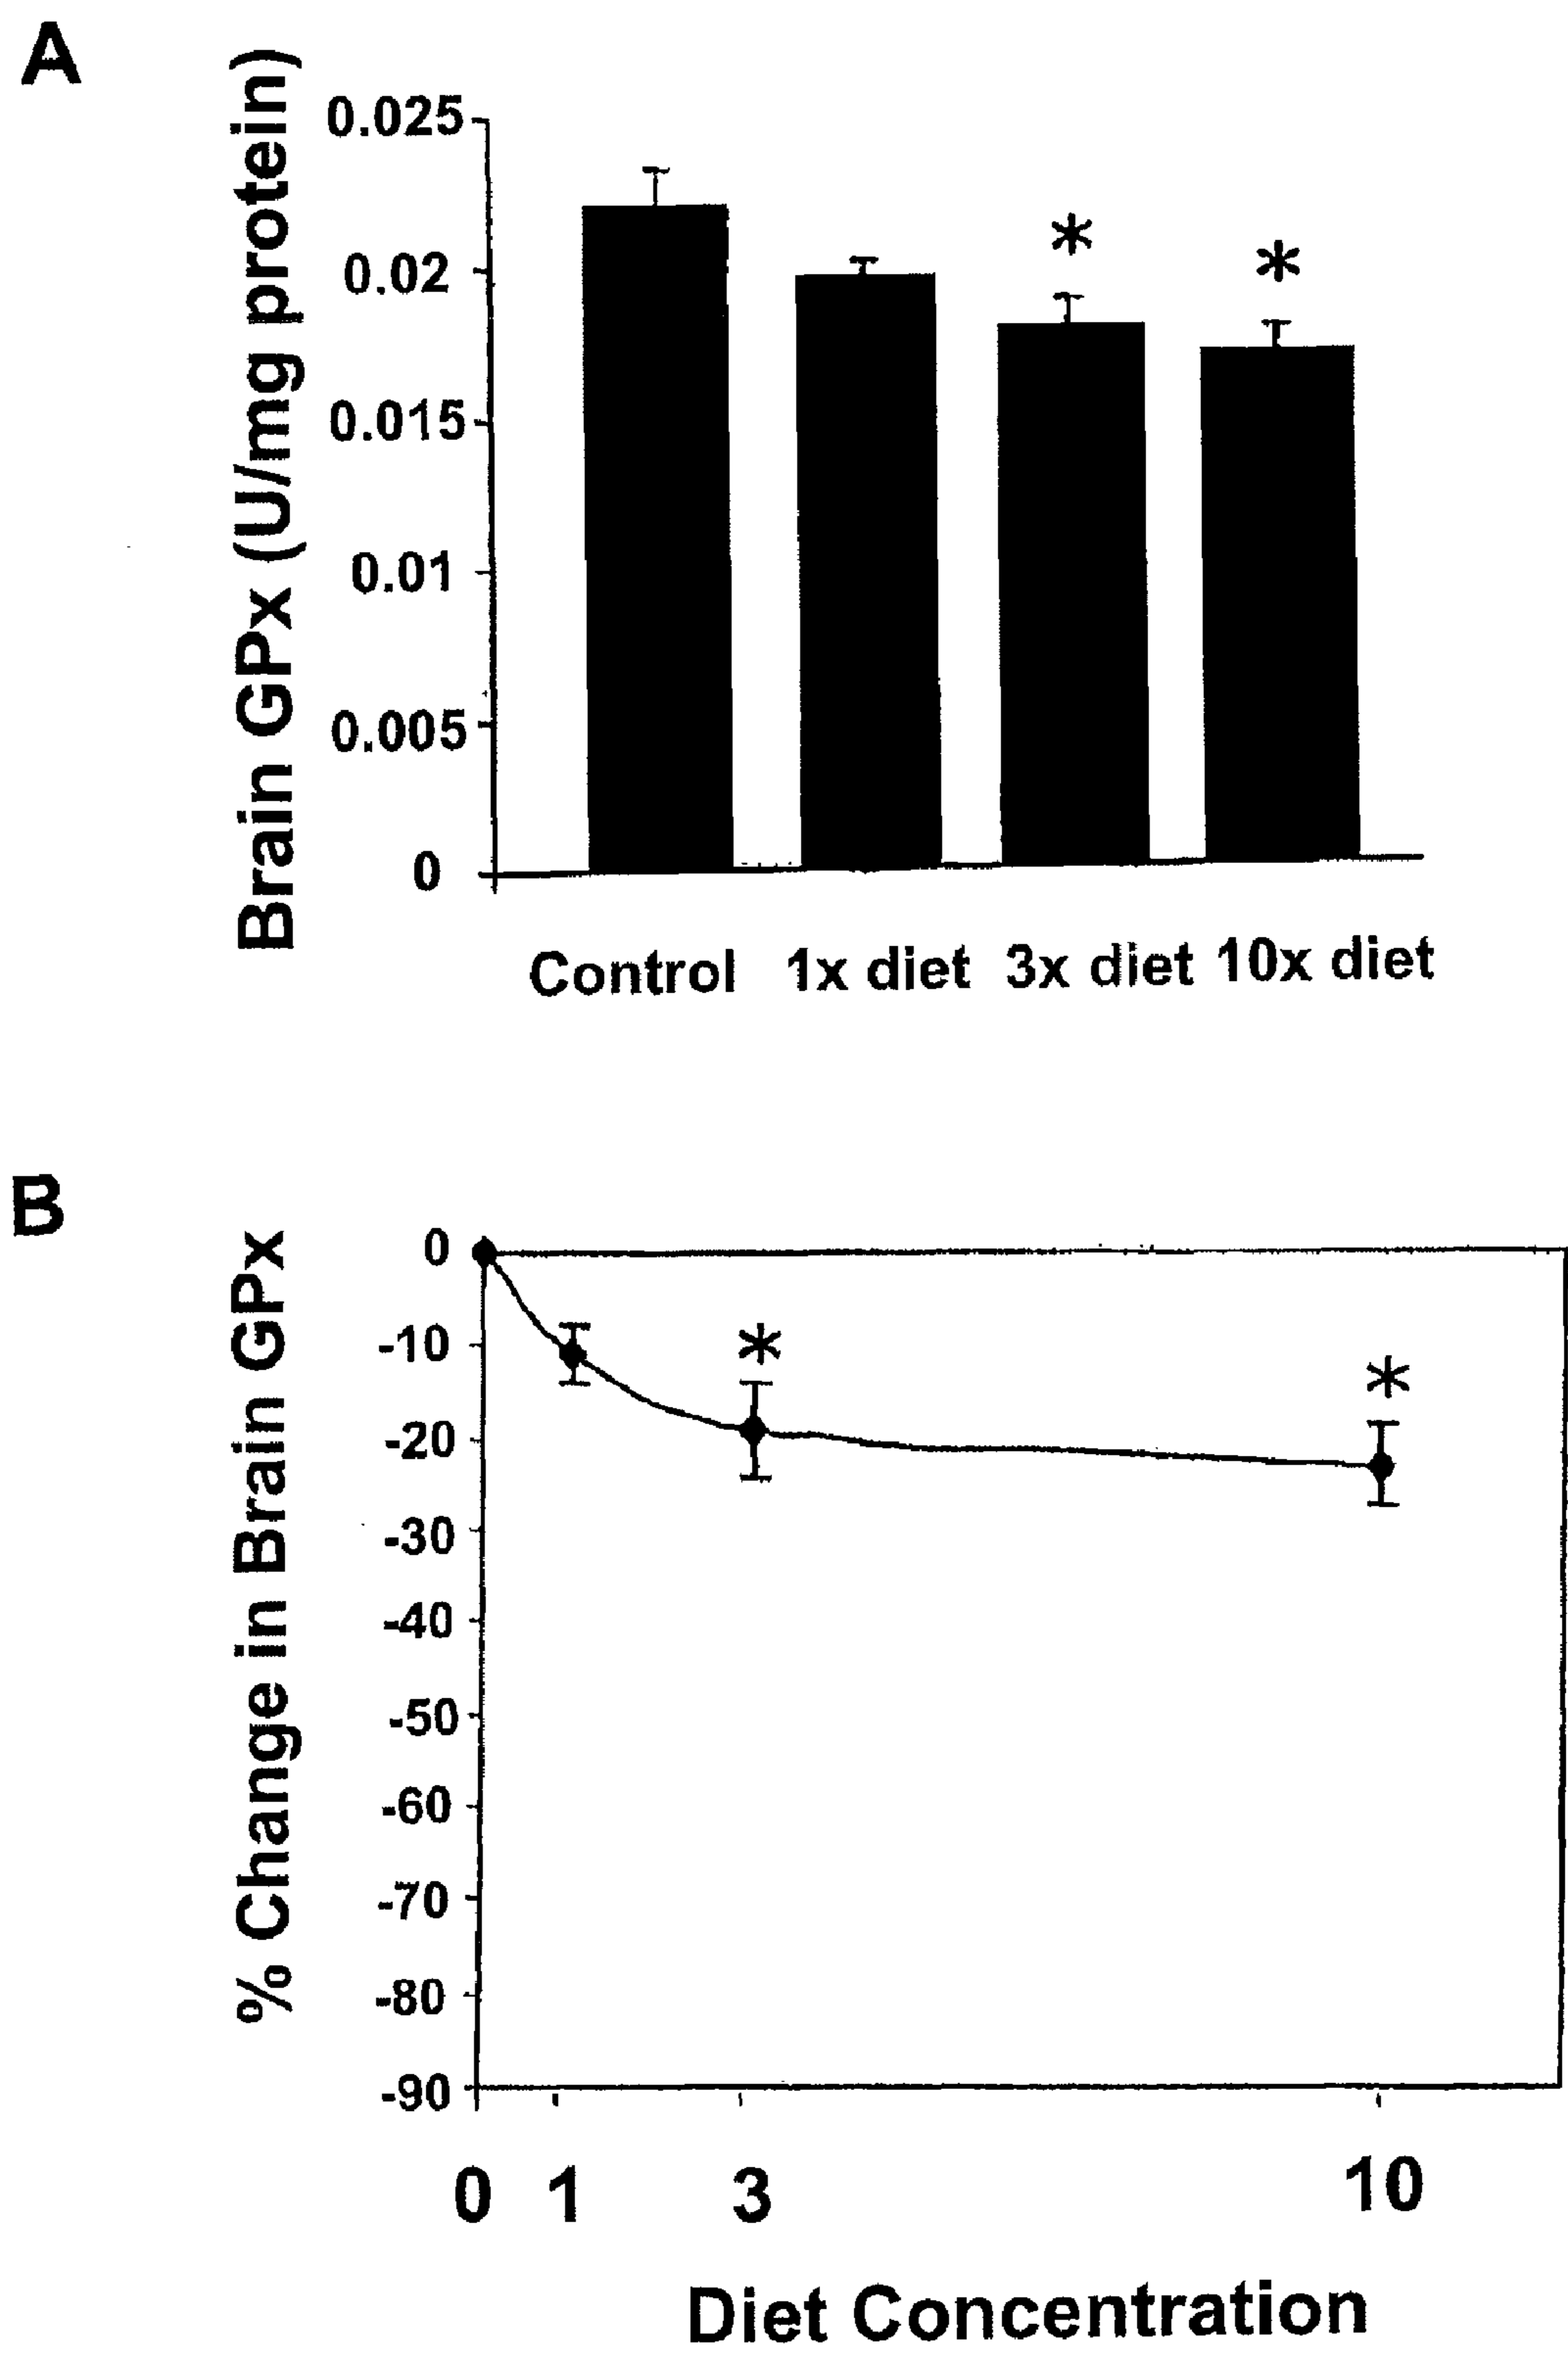 A
Brain GPx (U/mg protein)
0.025
0.02
0.015
0.01
0.005
0
*
*
Control 1x diet 3x diet 10x diet
B
% Change in Brain GPx
0
-10
-20
-30
-40
-50
-60
-70
-80
-90
*
*
0 1 3 10
Diet Concentration